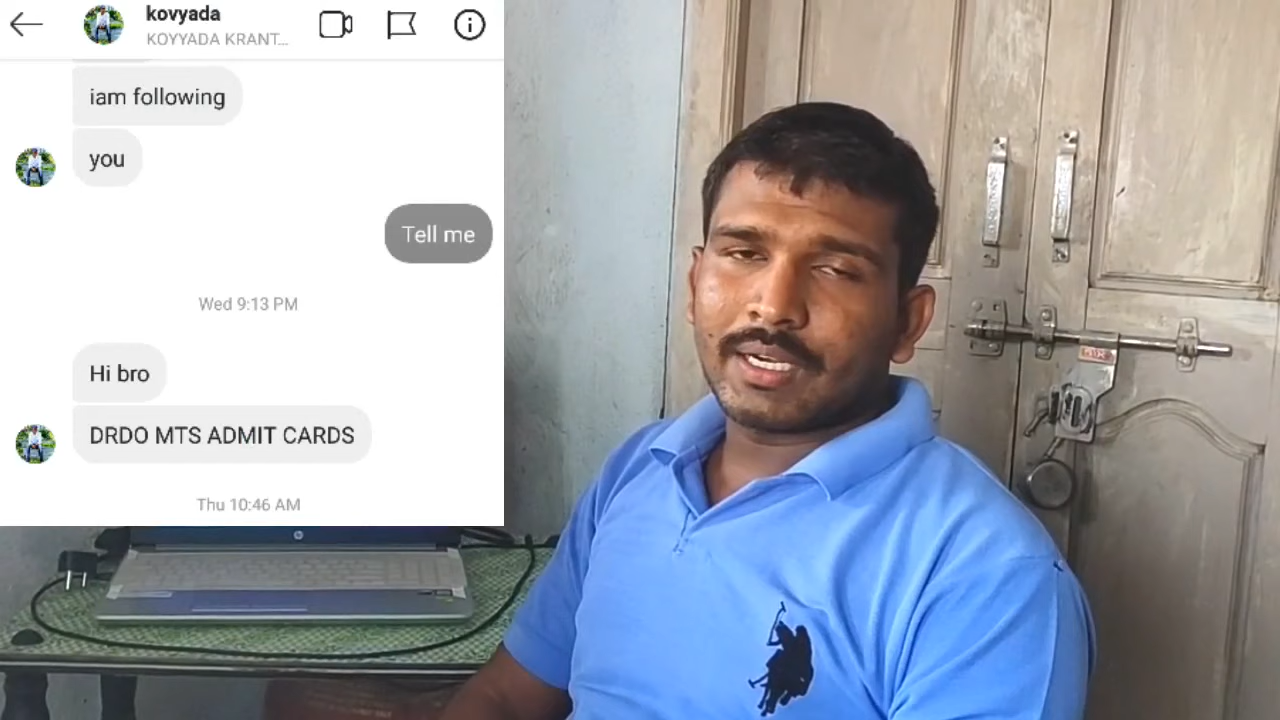 kovyada
KOYYADA KRANT...
iam following
you
Tell me
Wed 9:13 PM
Hi bro
DRDO MTS ADMIT CARDS
Thu 10:46 AM
hp